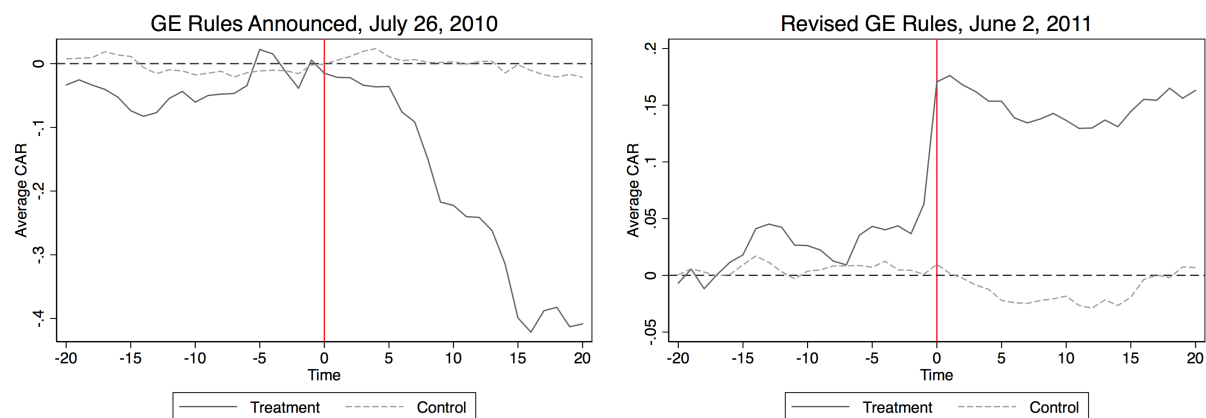 GE Rules Announced, July 26, 2010
Average CAR
0
-.1
-.2
-.3
-.4
-20 -15 -10 -5 0 5 10 15 20
Time
Treatment Control
Revised GE Rules, June 2, 2011
Average CAR
.2
.15
.1
.05
0
-.05
-20 -15 -10 -5 0 5 10 15 20
Time
Treatment Control